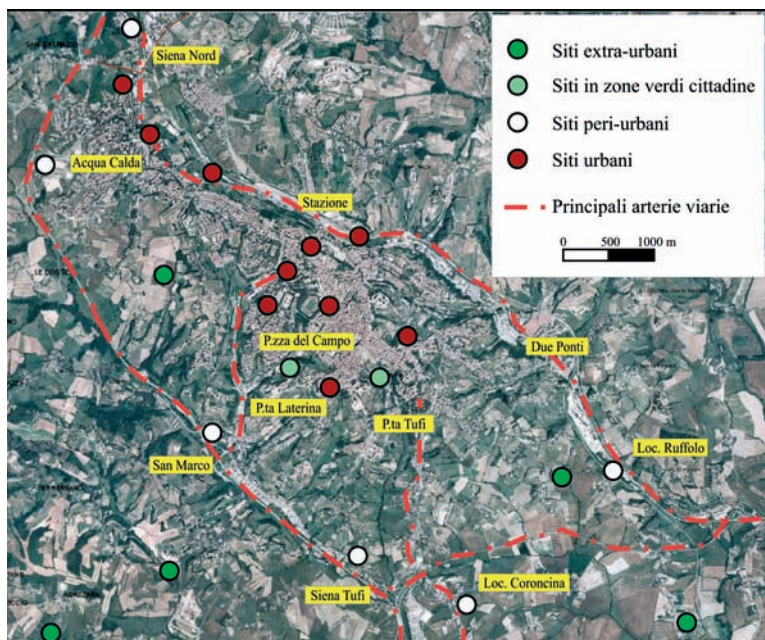 Siti extra-urbani
Siti in zone verdi cittadine
Siti peri-urbani
Siti urbani
Principali arterie viarie
0 500 1000 m
Siena Nord
Acqua Calda
Stazione
P.zza del Campo
Due Ponti
P.ta Laterina
P.ta Tufi
San Marco
Loc. Ruffolo
Siena Tufi
Loc. Coroncina